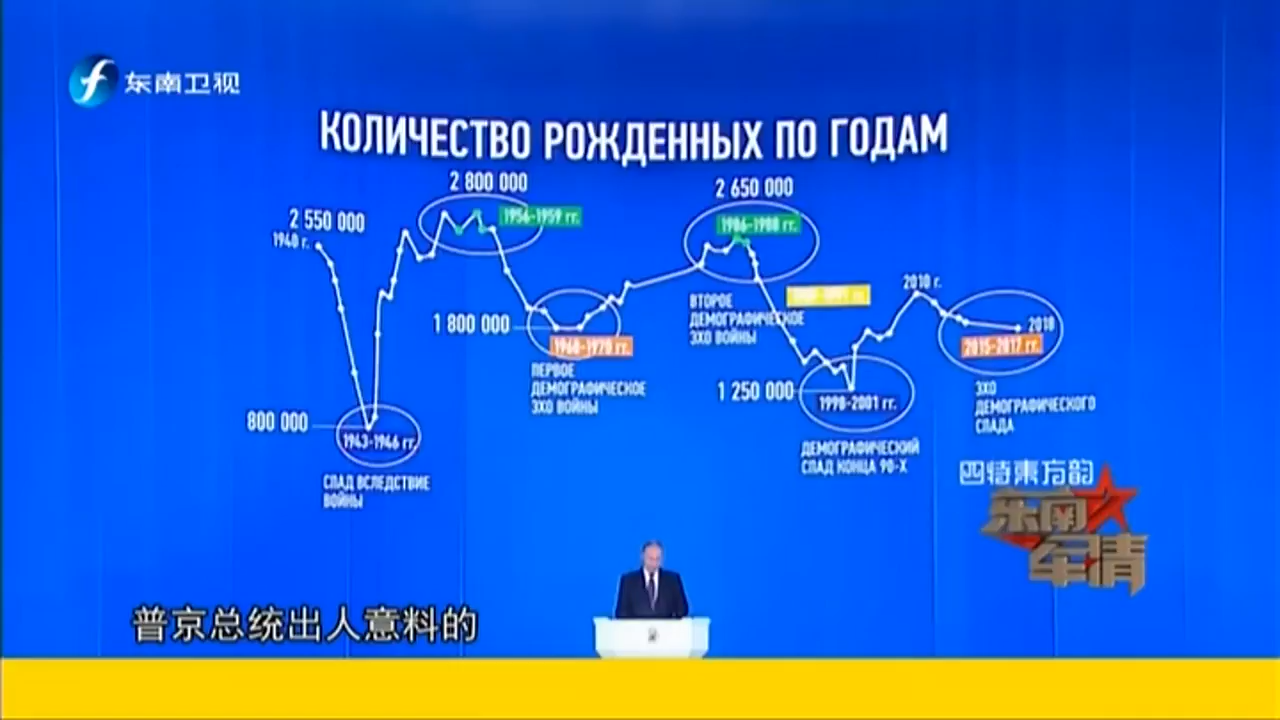 东南卫视
КОЛИЧЕСТВО РОЖДЕННЫХ ПО ГОДАМ
2 800 000
2 650 000
2 550 000
1940 г.
1956-1959 гг.
1986-1988 гг.
2010 г.
ВТОРОЕ
ДЕМОГРАФИЧЕСКОЕ
ЭХО ВОЙНЫ
1 800 000
2018
1968-1970 гг.
2015-2017 гг.
ПЕРВОЕ
ДЕМОГРАФИЧЕСКОЕ
ЭХО ВОЙНЫ
1 250 000
1998-2001 гг.
ЭХО
ДЕМОГРАФИЧЕСКОГО
СПАДА
800 000
1943-1946 гг.
ДЕМОГРАФИЧЕСКИЙ
СПАД КОНЦА 90-Х
СПАД ВСЛЕДСТВИЕ
ВОЙНЫ
四特東方韵
东南
军情
普京总统出人意料的